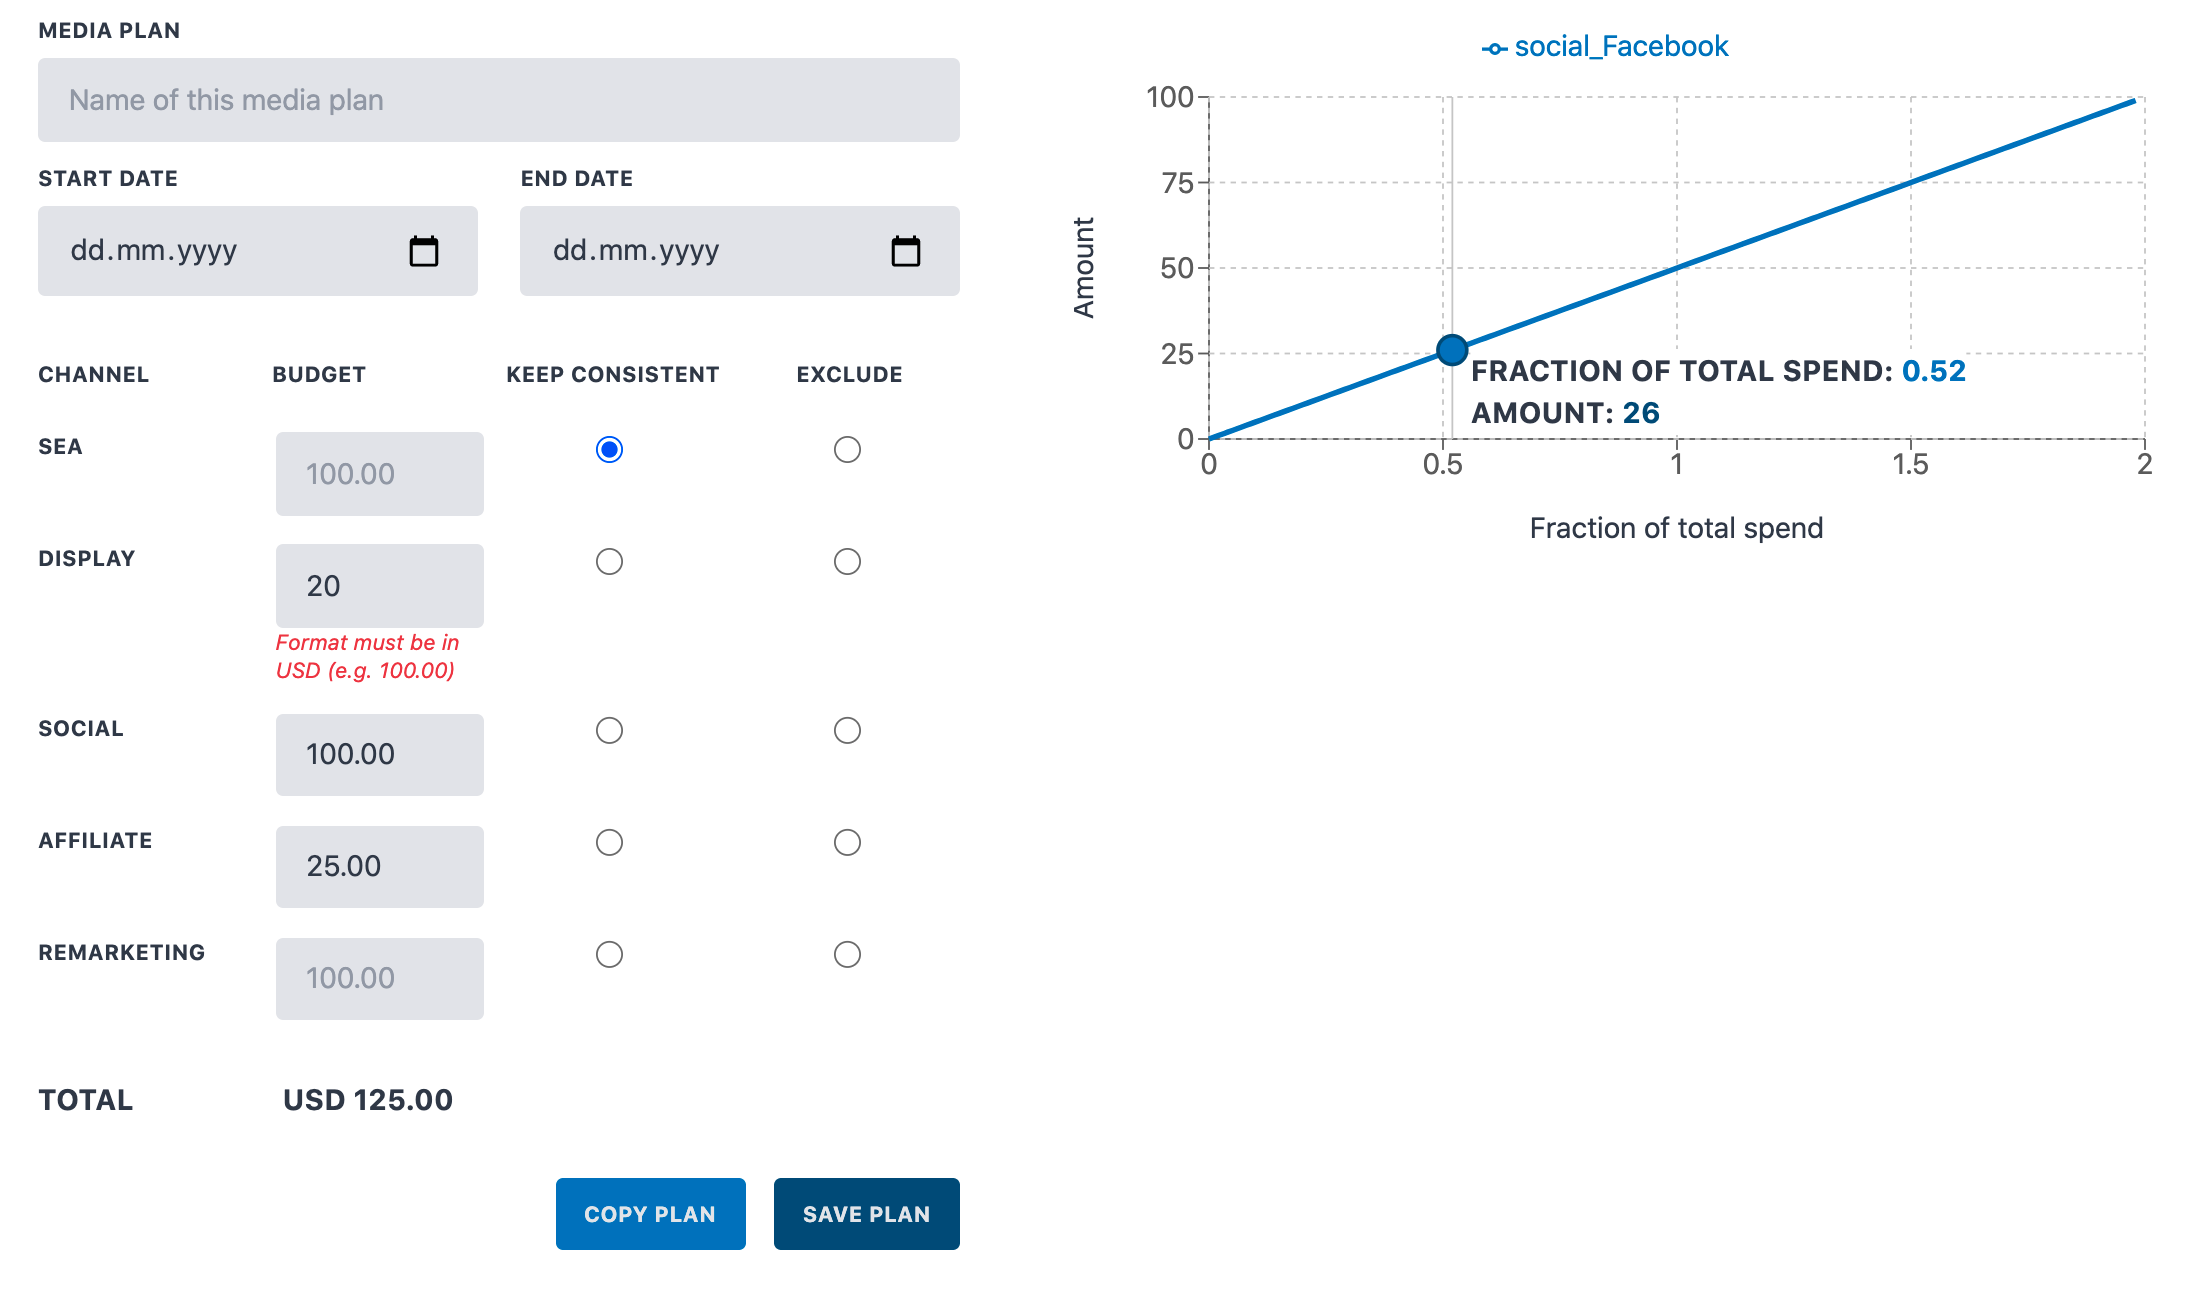 MEDIA PLAN
Name of this media plan
START DATE
END DATE
dd.mm.yyyy
dd.mm.yyyy
CHANNEL
BUDGET
KEEP CONSISTENT
EXCLUDE
SEA
100.00
DISPLAY
20
Format must be in
USD (e.g. 100.00)
SOCIAL
100.00
AFFILIATE
25.00
REMARKETING
100.00
TOTAL
USD 125.00
COPY PLAN
SAVE PLAN
social_Facebook
100
75
50
25
0
Amount
FRACTION OF TOTAL SPEND: 0.52
AMOUNT: 26
0
0.5
1
1.5
2
Fraction of total spend